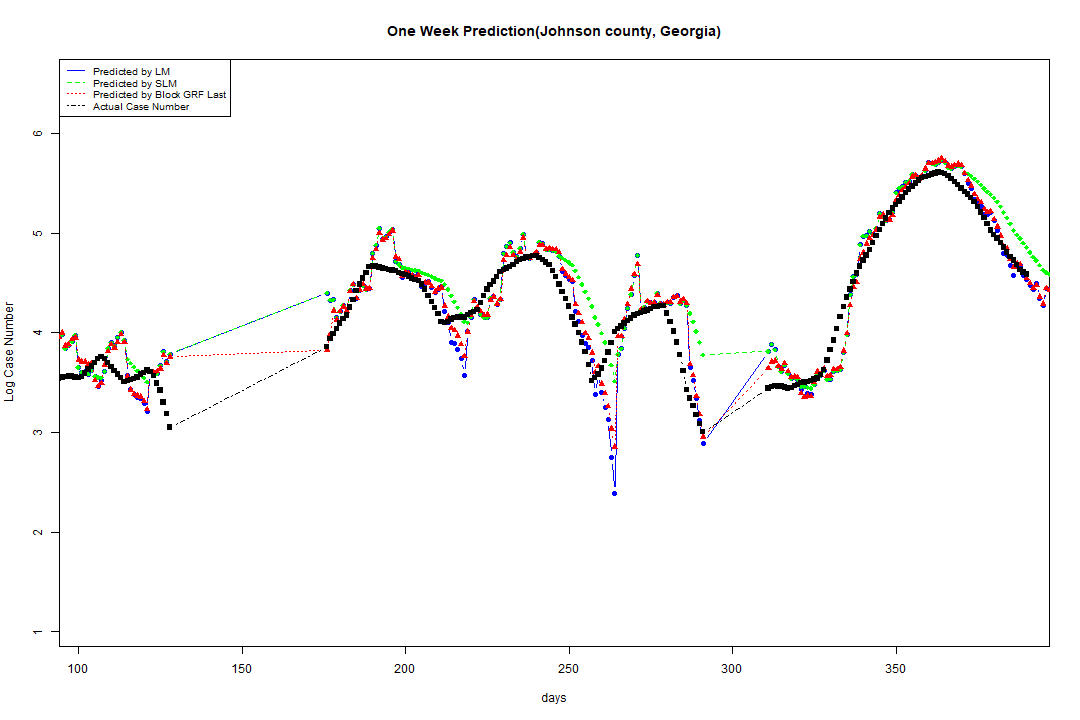 One Week Prediction(Johnson county, Georgia)
Predicted by LM
Predicted by SLM
Predicted by Block GRF Last
Actual Case Number
6
5
4
3
2
1
Log Case Number
100 150 200 250 300 350
days